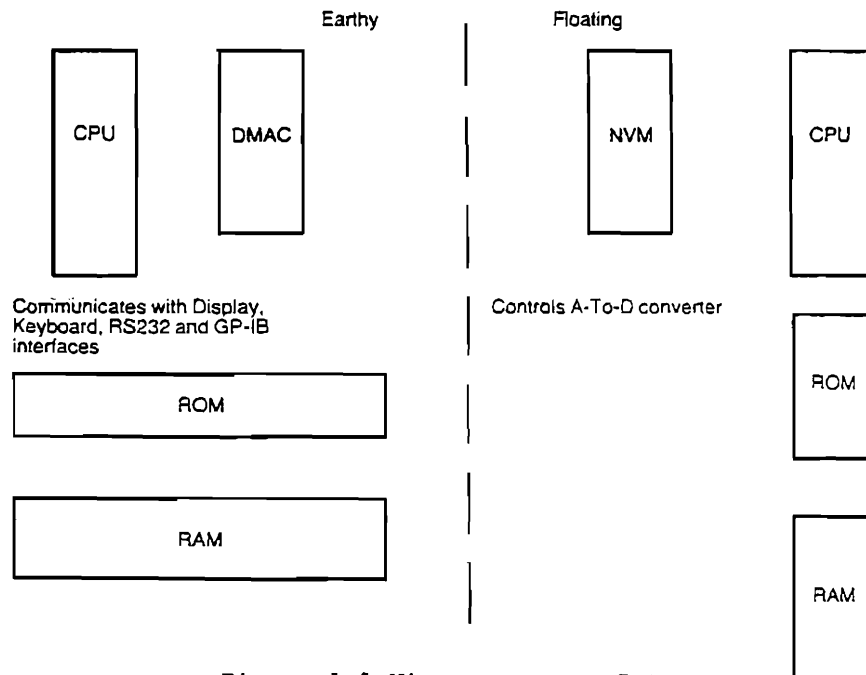 Earthy
Floating
CPU
DMAC
NVM
CPU
Communicates with Display,
Keyboard, RS232 and GP-IB
interfaces
Controls A-To-D converter
ROM
ROM
RAM
RAM